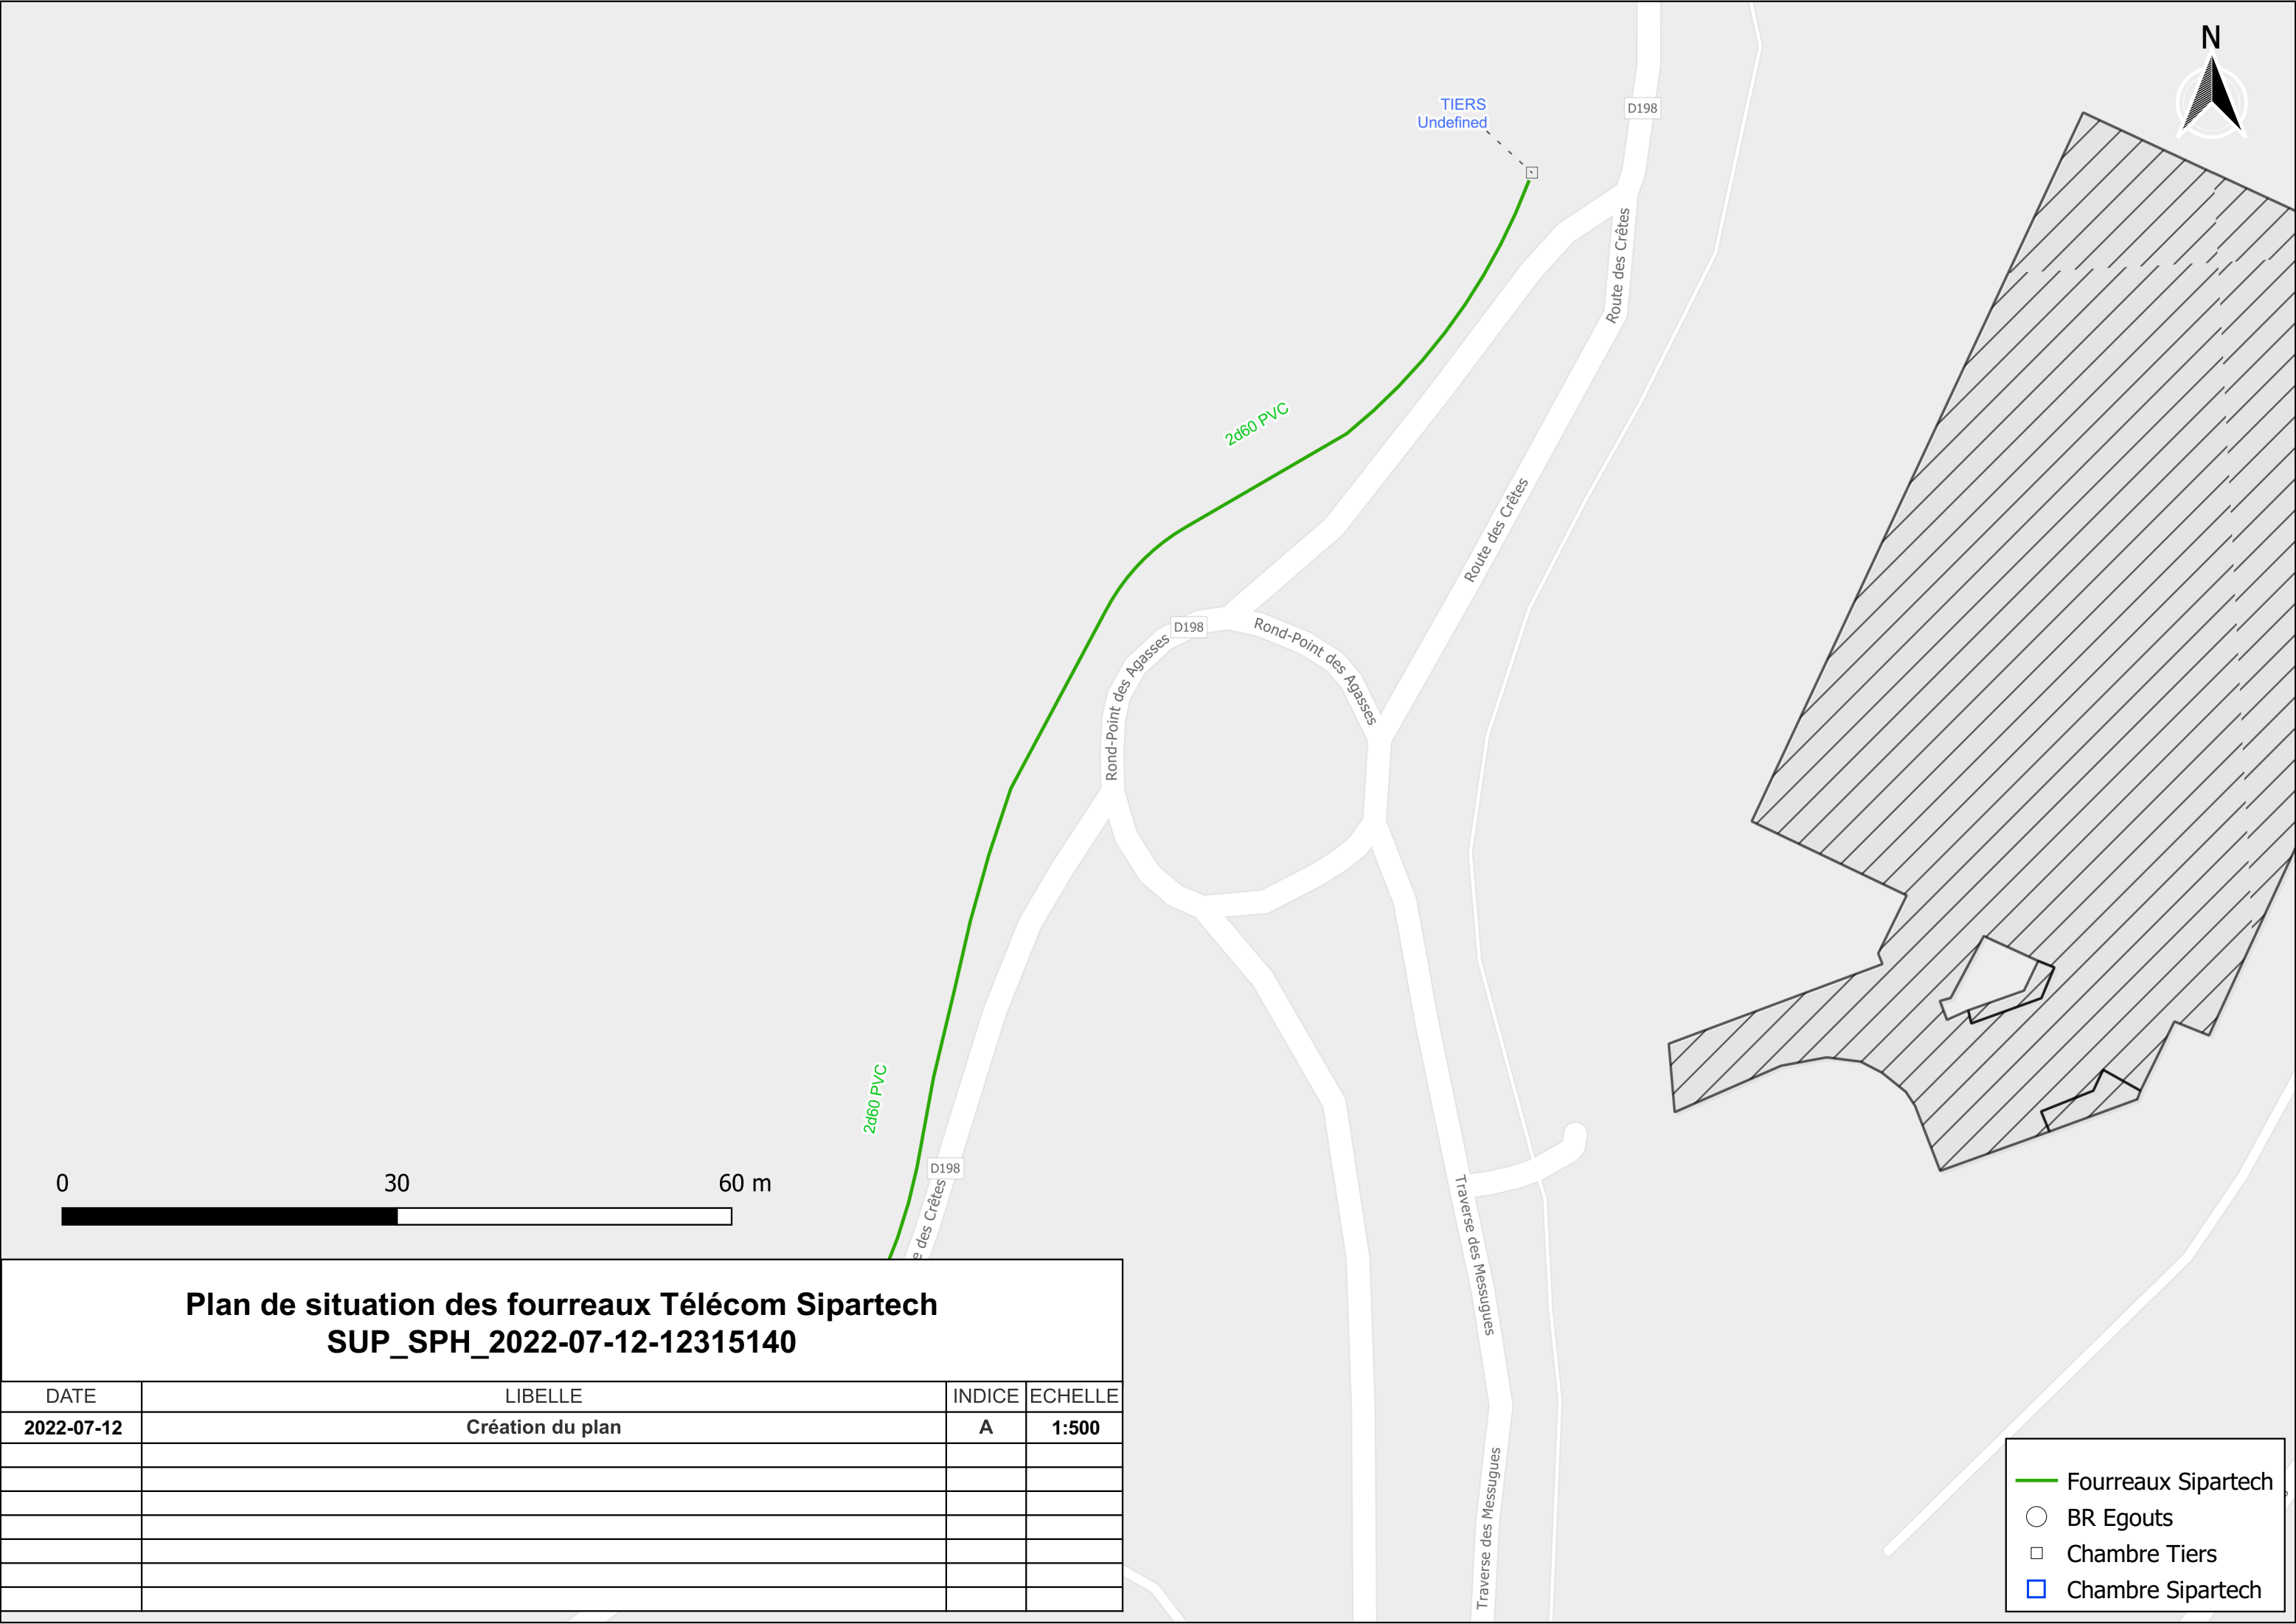 N
TIERS
Undefined
D198
Route des Crêtes
2d60 PVC
Route des Crêtes
D198
Rond-Point des Agasses
Rond-Point des Agasses
2d60 PVC
D198
e des Crêtes
Traverse des Messugues
Traverse des Messugues
0 30 60 m
Plan de situation des fourreaux Télécom Sipartech
SUP_SPH_2022-07-12-12315140
DATE LIBELLE INDICE ECHELLE
2022-07-12 Création du plan A 1:500
Fourreaux Sipartech
BR Egouts
Chambre Tiers
Chambre Sipartech